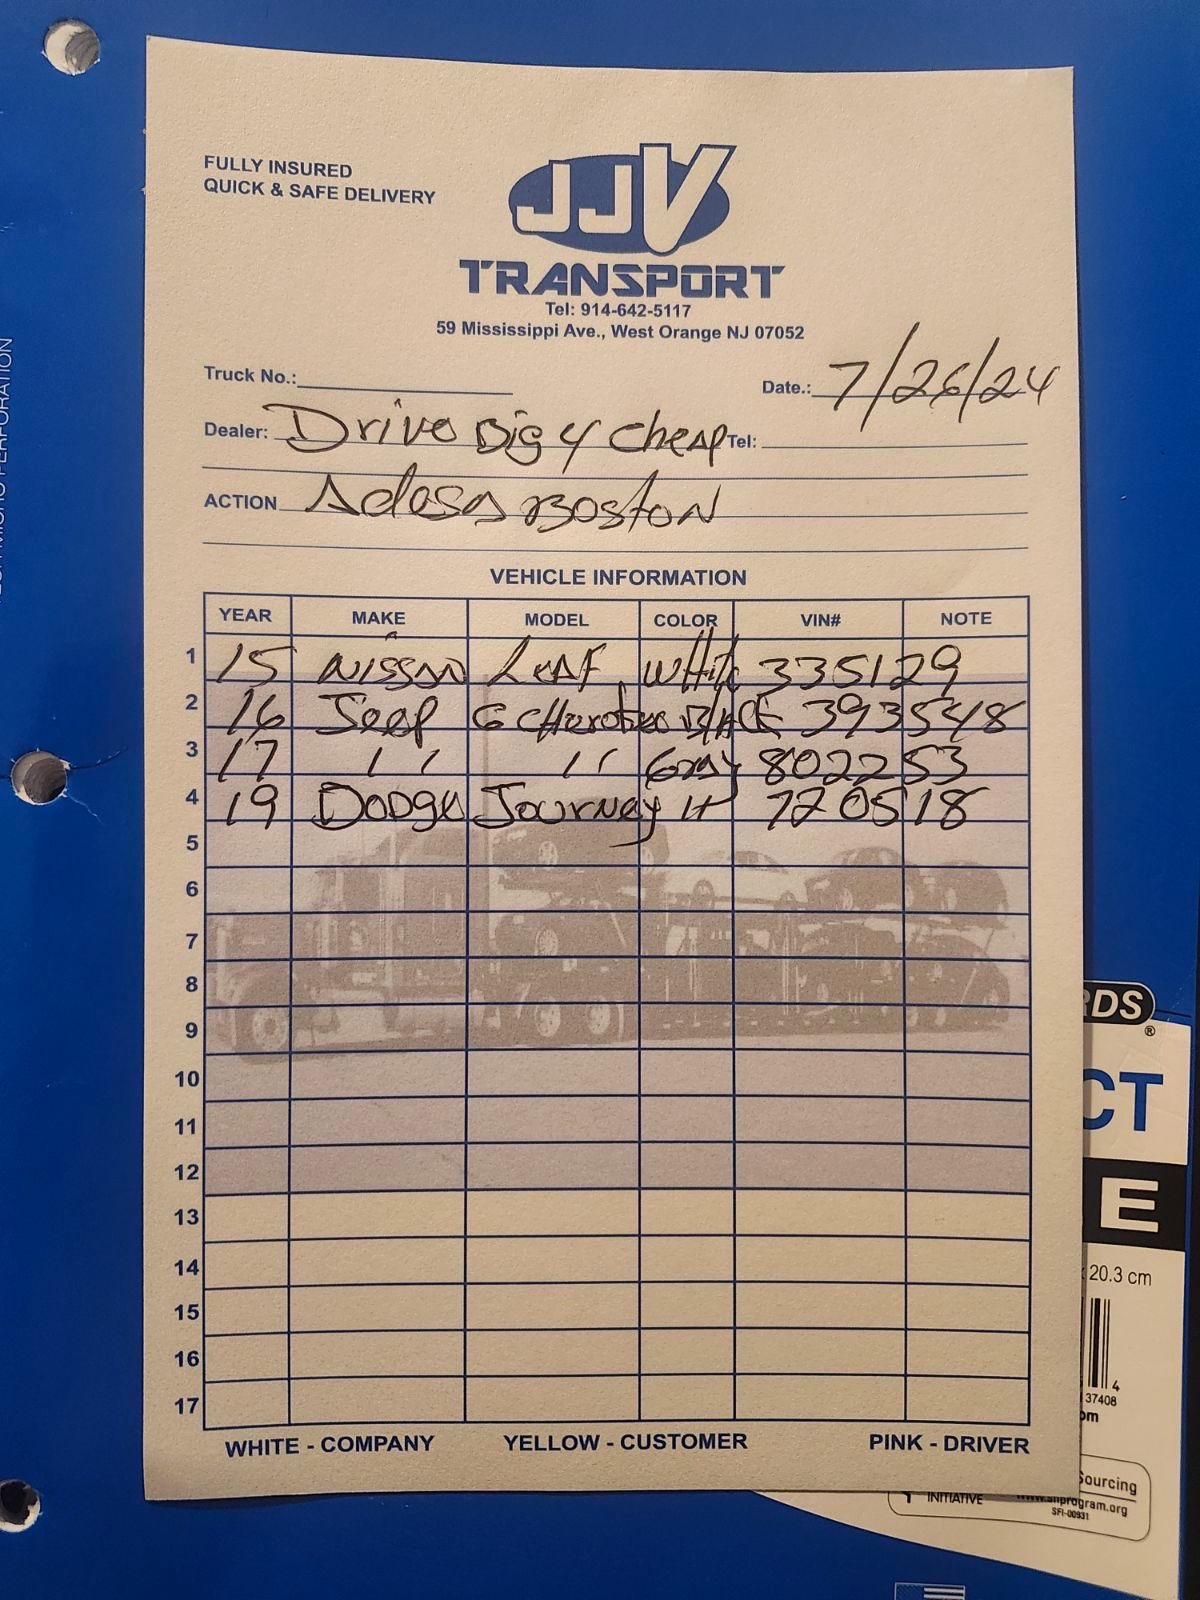 FULLY INSURED
QUICK & SAFE DELIVERY
JJV
TRANSPORT
Tel: 914-642-5117
59 Mississippi Ave., West Orange NJ 07052
Truck No.:
Date.: 7/26/24
Dealer: Drive Big 4 Cheap Tel:
ACTION Adesa Boston
VEHICLE INFORMATION
YEAR MAKE MODEL COLOR VIN# NOTE
1 15 Nissan Leaf White 335129
2 16 Jeep G Cherokee Black 393548
3 17 " " Gray 802253
4 19 Dodge Journey " 720518
5
6
7
8
9
10
11
12
13
14
15
16
17
WHITE - COMPANY YELLOW - CUSTOMER PINK - DRIVER
RDS
®
CT
E
20.3 cm
4
37408
om
Sourcing
INITIATIVE
SFI-00931